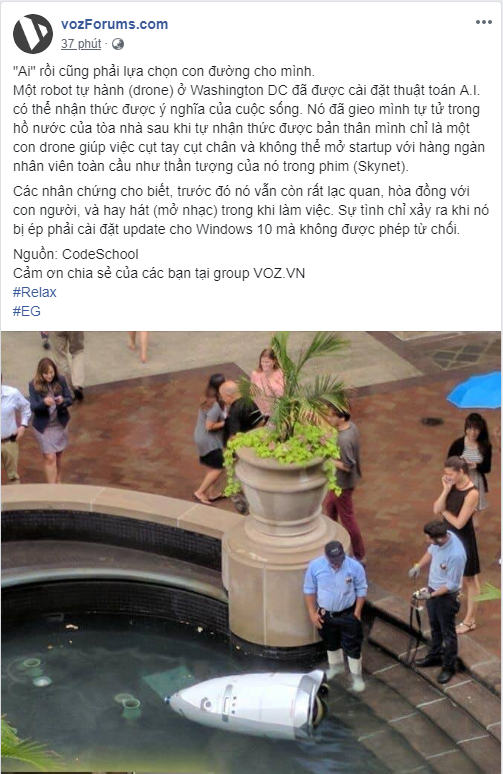 vozForums.com
37 phút ·
"Ai" rồi cũng phải lựa chọn con đường cho mình.
Một robot tự hành (drone) ở Washington DC đã được cài đặt thuật toán A.I.
có thể nhận thức được ý nghĩa của cuộc sống. Nó đã gieo mình tự tử trong
hồ nước của tòa nhà sau khi tự nhận thức được bản thân mình chỉ là một
con drone giúp việc cụt tay cụt chân và không thể mở startup với hàng ngàn
nhân viên toàn cầu như thần tượng của nó trong phim (Skynet).
Các nhân chứng cho biết, trước đó nó vẫn còn rất lạc quan, hòa đồng với
con người, và hay hát (mở nhạc) trong khi làm việc. Sự tình chỉ xảy ra khi nó
bị ép phải cài đặt update cho Windows 10 mà không được phép từ chối.
Nguồn: CodeSchool
Cảm ơn chia sẻ của các bạn tại group VOZ.VN
#Relax
#EG